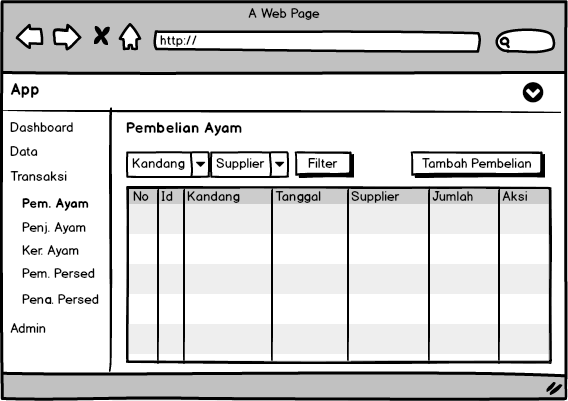 A Web Page
http://
App
Dashboard
Data
Transaksi
Pem. Ayam
Penj. Ayam
Ker. Ayam
Pem. Persed
Pena. Persed
Admin
Pembelian Ayam
Kandang Supplier Filter Tambah Pembelian
No Id Kandang Tanggal Supplier Jumlah Aksi